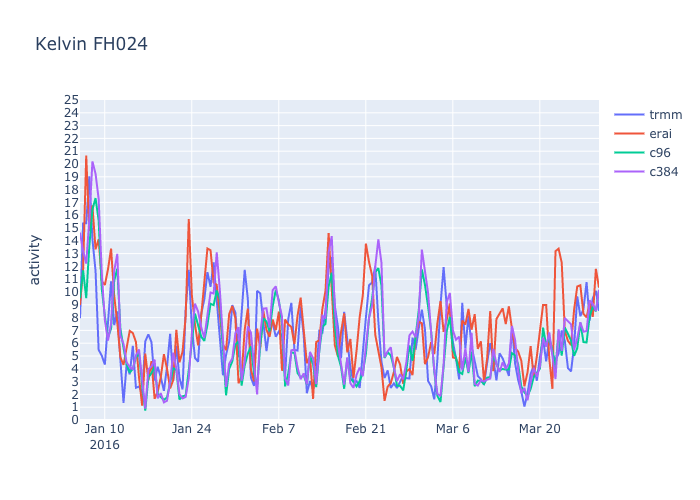 Kelvin FH024
activity
25
24
23
22
21
20
19
18
17
16
15
14
13
12
11
10
9
8
7
6
5
4
3
2
1
0
Jan 10
2016
Jan 24
Feb 7
Feb 21
Mar 6
Mar 20
trmm
erai
c96
c384